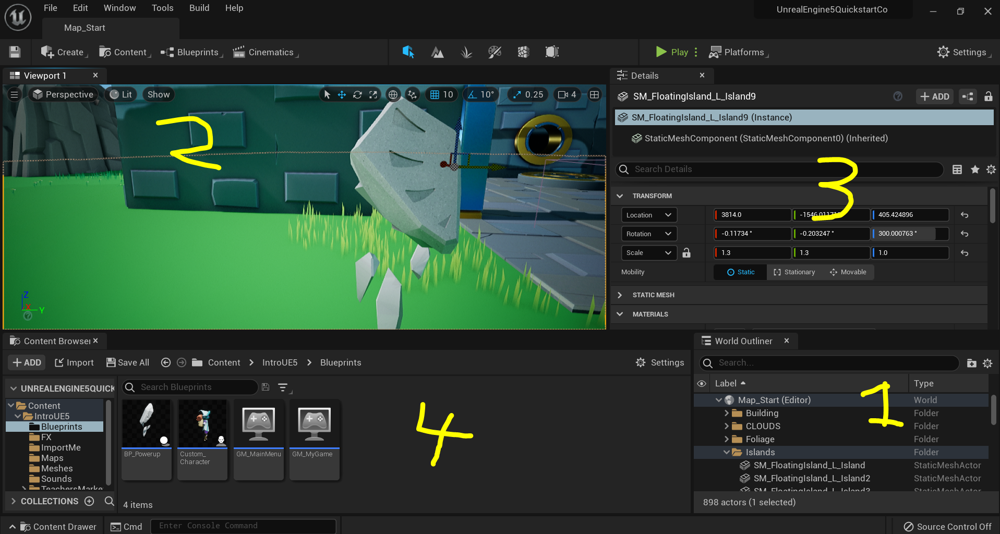 File Edit Window Tools Build Help
UnrealEngine5QuickstartCo
Map_Start
Create Content Blueprints Cinematics Play Platforms Settings
Viewport 1
Details
Perspective Lit Show 10 10° 0.25 4
SM_FloatingIsland_L_Island9
+ ADD
SM_FloatingIsland_L_Island9 (Instance)
StaticMeshComponent (StaticMeshComponent0) (Inherited)
2
Search Details
3
TRANSFORM
Location 3814.0 405.424896
Rotation -0.11734 ° -0.203247 ° 300.000763 °
Scale 1.3 1.3 1.0
Mobility Static Stationary Movable
STATIC MESH
MATERIALS
Z
X
Y
?
Content Browser
+ ADD Import Save All Content > IntroUE5 > Blueprints Settings
UNREALENGINE5QUICK
Content
IntroUE5
Blueprints
FX
ImportMe
Maps
Meshes
Sounds
TeachersMarke
COLLECTIONS
Search Blueprints
BP_Powerup
Custom_
Character
GM_MainMenu
GM_MyGame
4
4 items
World Outliner
Search...
Label Type
1
Map_Start (Editor) World
Building Folder
CLOUDS Folder
Foliage Folder
Islands Folder
SM_FloatingIsland_L_Island StaticMeshActor
SM_FloatingIsland_L_Island2 StaticMeshActor
SM_FloatingIsland_L_Island3 StaticMeshActor
898 actors (1 selected)
Content Drawer Cmd Enter Console Command Source Control Off